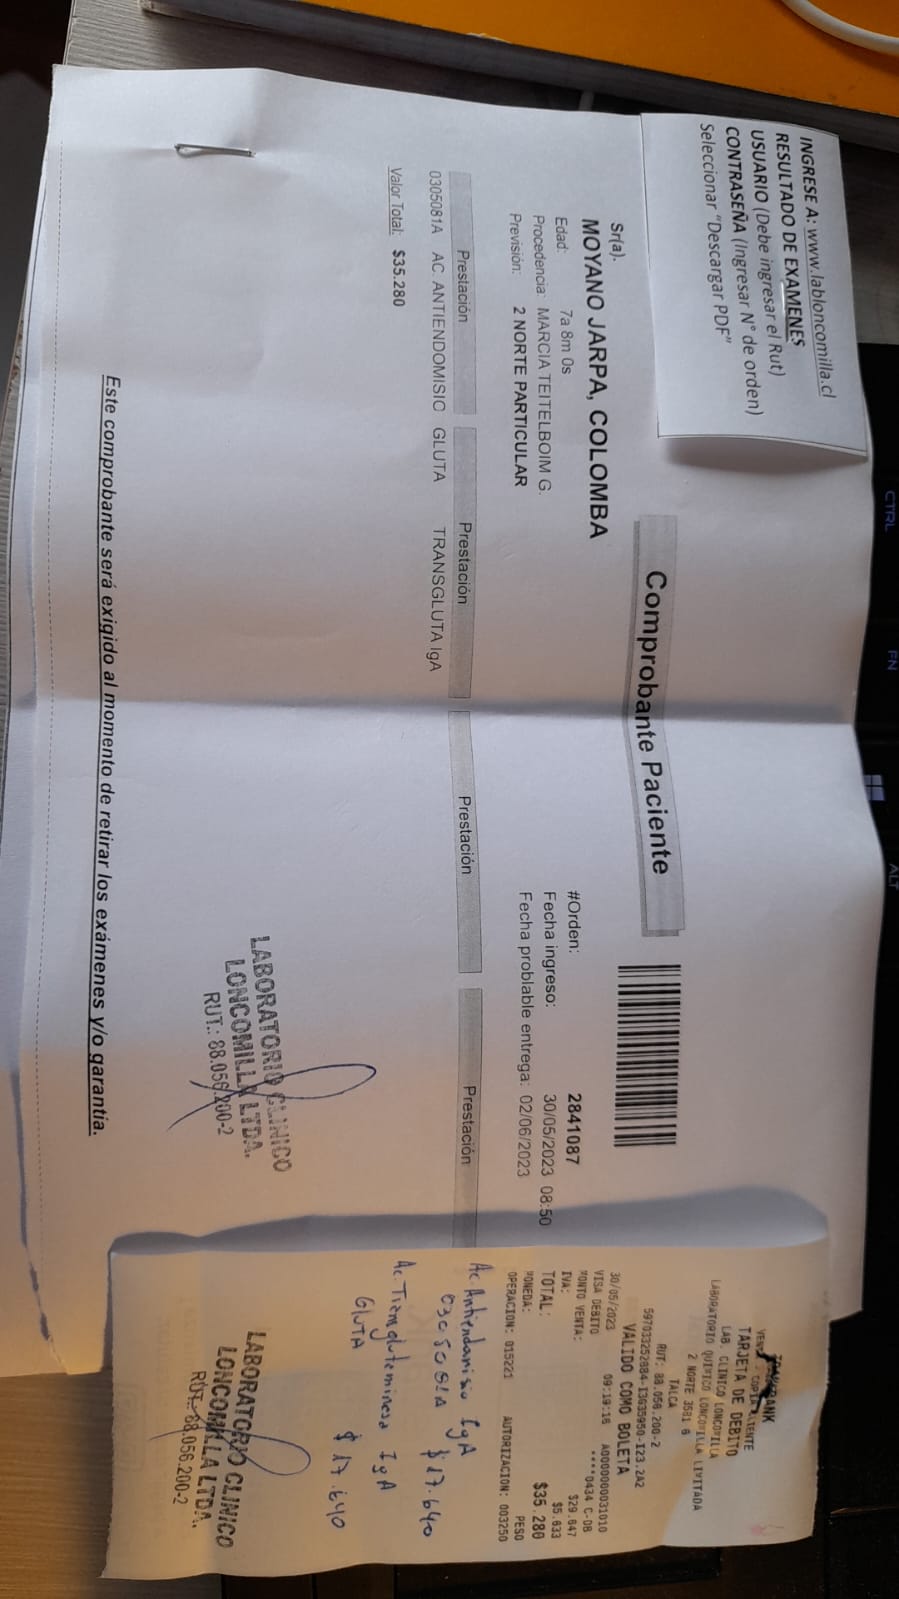 CTRL
FN
ALT
INGRESE A: www.labloncomilla.cl
RESULTADO DE EXAMENES
USUARIO (Debe ingresar el Rut)
CONTRASEÑA (Ingresar N° de orden)
Seleccionar "Descargar PDF"
Comprobante Paciente
Sr(a).
MOYANO JARPA, COLOMBA
Edad: 7a 8m 0s
Procedencia: MARCIA TEITELBOIM G.
Previsión: 2 NORTE PARTICULAR
#Orden: 2841087
Fecha ingreso: 30/05/2023 08:50
Fecha problable entrega: 02/06/2023
Prestación Prestación Prestación Prestación
0305081A AC. ANTIENDOMISIO GLUTA TRANSGLUTA IgA
Valor Total: $35.280
LABORATORIO CLINICO
LONCOMILLA LTDA.
RUT.: 88.056.200-2
Este comprobante será exigido al momento de retirar los exámenes y/o garantía.
COPIA CLIENTE
TARJETA DE DEBITO
LAB. CLINICO LONCOMILLA
LABORATORIO QUIMICO LONCOMILLA LIMITADA
2 NORTE 3581 6
TALCA
RUT: 88.056.200-2
597033252884-I3G35950-I23.2A2
VALIDO COMO BOLETA
30/05/2023 09:19:16 A0000000031010
VISA DEBITO ****0434 C-DB
MONTO VENTA: $29.647
IVA: $5.633
TOTAL: $35.280
MONEDA: PESO
OPERACION: 015221 AUTORIZACION: 003250
Ac. Antiendomisio IgA
0305081A $17.640
Ac. Transglutaminasa IgA
GLUTA $17.640
LABORATORIO CLINICO
LONCOMILLA LTDA.
RUT.: 88.056.200-2